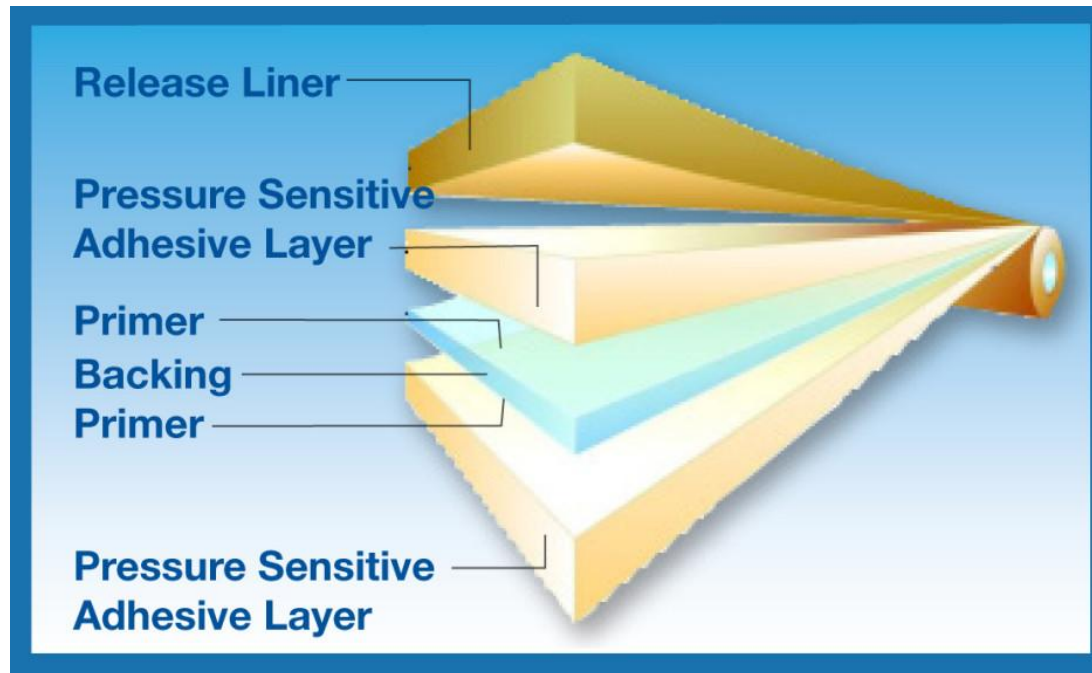 Release Liner
Pressure Sensitive
Adhesive Layer
Primer
Backing
Primer
Pressure Sensitive
Adhesive Layer